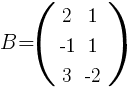 B = ( 2 1
-1 1
3 -2 )